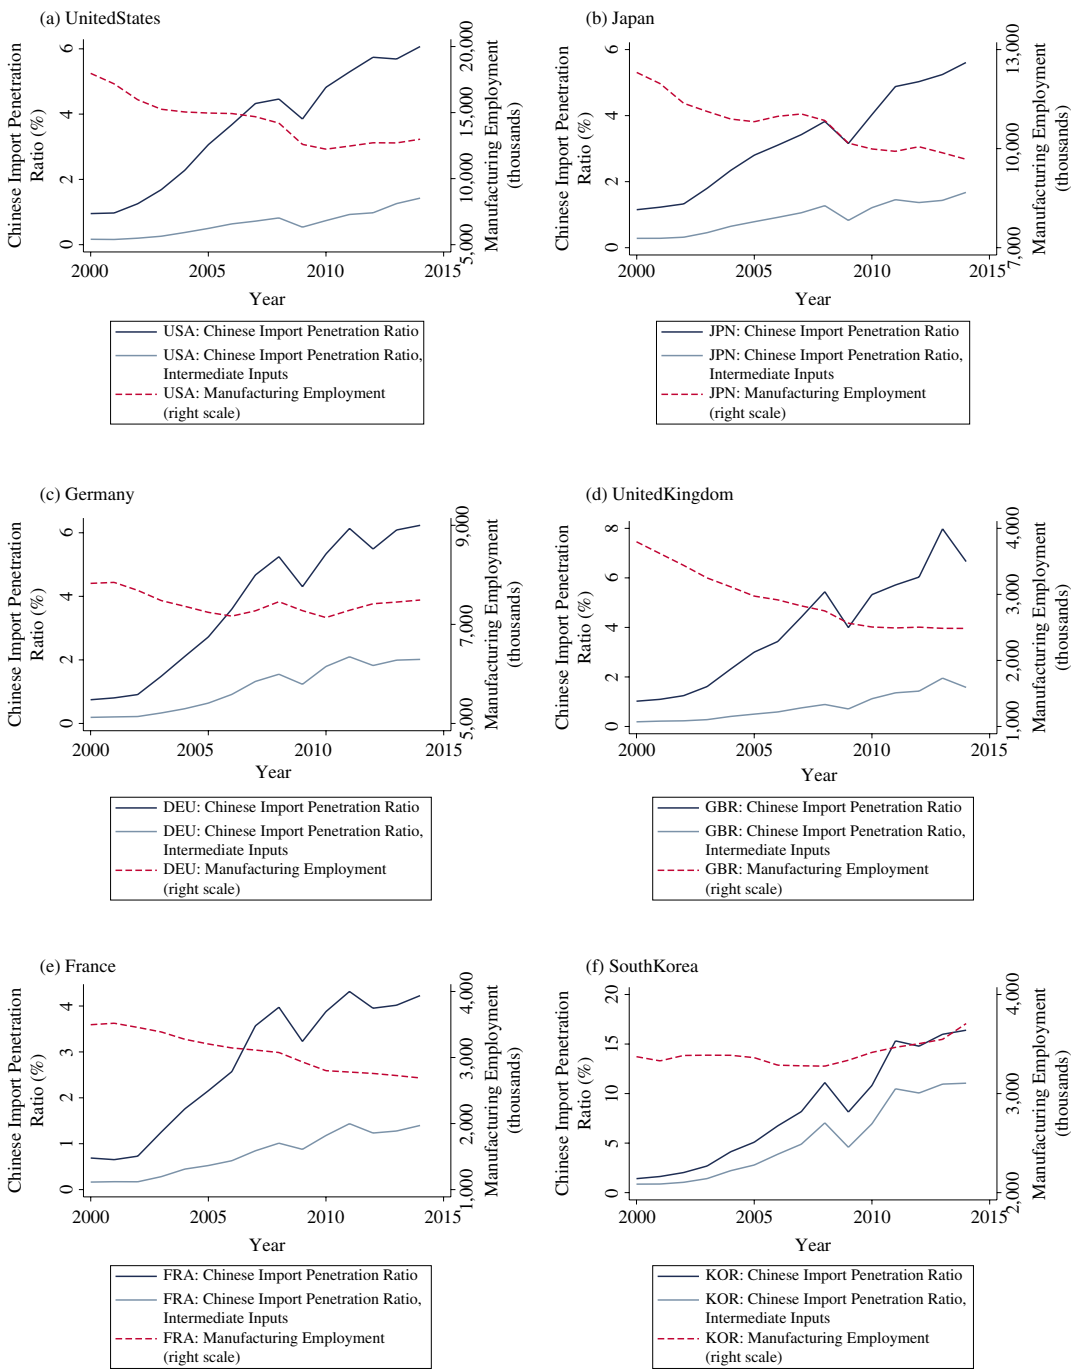 (a) UnitedStates
Chinese Import Penetration
Ratio (%)
0
2
4
6
5,000
10,000
15,000
20,000
Manufacturing Employment
(thousands)
2000
2005
2010
2015
Year
USA: Chinese Import Penetration Ratio
USA: Chinese Import Penetration Ratio,
Intermediate Inputs
USA: Manufacturing Employment
(right scale)
(b) Japan
Chinese Import Penetration
Ratio (%)
0
2
4
6
7,000
10,000
13,000
Manufacturing Employment
(thousands)
2000
2005
2010
2015
Year
JPN: Chinese Import Penetration Ratio
JPN: Chinese Import Penetration Ratio,
Intermediate Inputs
JPN: Manufacturing Employment
(right scale)
(c) Germany
Chinese Import Penetration
Ratio (%)
0
2
4
6
5,000
7,000
9,000
Manufacturing Employment
(thousands)
2000
2005
2010
2015
Year
DEU: Chinese Import Penetration Ratio
DEU: Chinese Import Penetration Ratio,
Intermediate Inputs
DEU: Manufacturing Employment
(right scale)
(d) UnitedKingdom
Chinese Import Penetration
Ratio (%)
0
2
4
6
8
1,000
2,000
3,000
4,000
Manufacturing Employment
(thousands)
2000
2005
2010
2015
Year
GBR: Chinese Import Penetration Ratio
GBR: Chinese Import Penetration Ratio,
Intermediate Inputs
GBR: Manufacturing Employment
(right scale)
(e) France
Chinese Import Penetration
Ratio (%)
0
1
2
3
4
1,000
2,000
3,000
4,000
Manufacturing Employment
(thousands)
2000
2005
2010
2015
Year
FRA: Chinese Import Penetration Ratio
FRA: Chinese Import Penetration Ratio,
Intermediate Inputs
FRA: Manufacturing Employment
(right scale)
(f) SouthKorea
Chinese Import Penetration
Ratio (%)
0
5
10
15
20
2,000
3,000
4,000
Manufacturing Employment
(thousands)
2000
2005
2010
2015
Year
KOR: Chinese Import Penetration Ratio
KOR: Chinese Import Penetration Ratio,
Intermediate Inputs
KOR: Manufacturing Employment
(right scale)